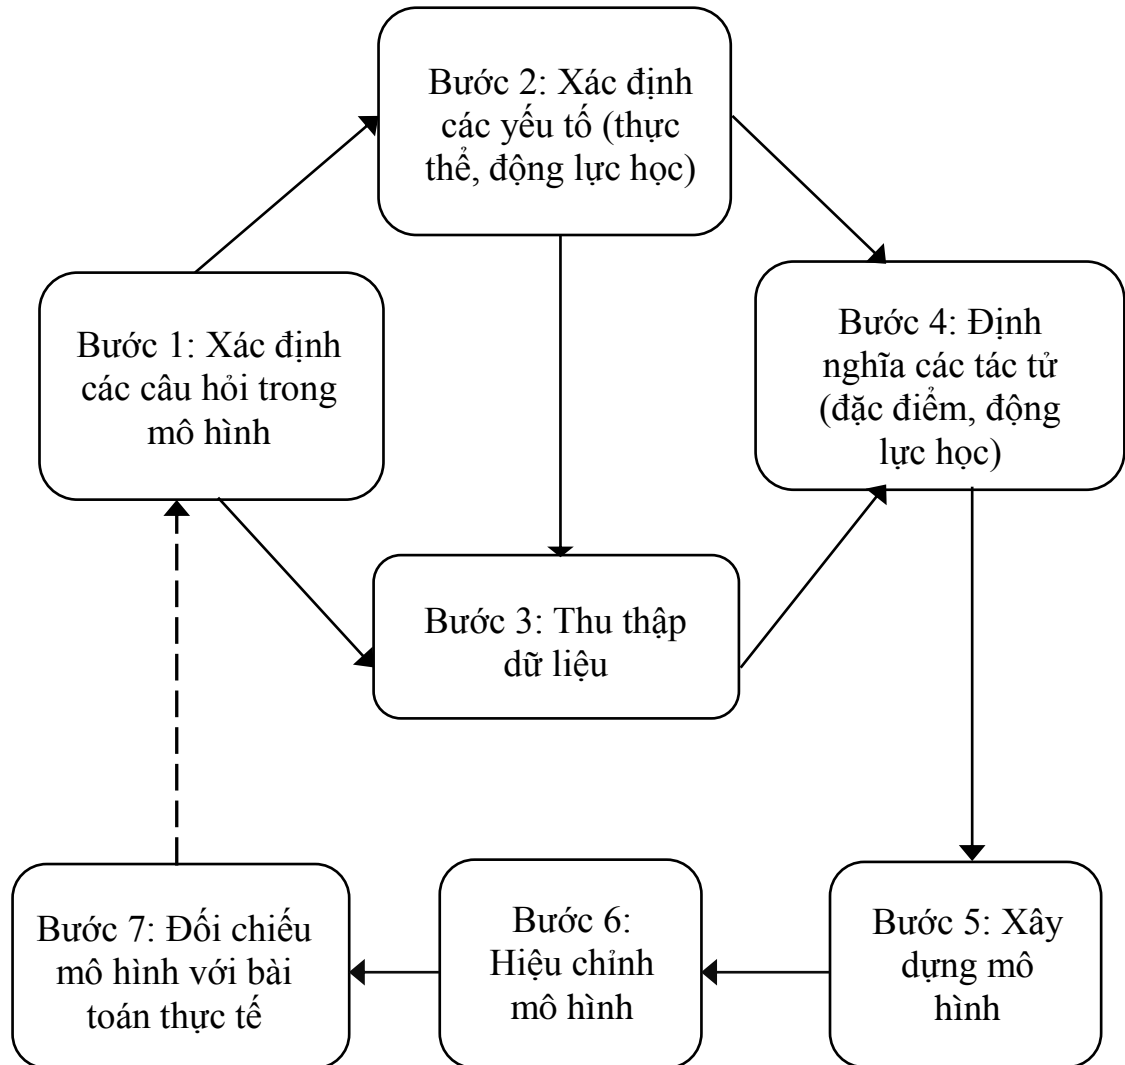 Bước 2: Xác định
các yếu tố (thực
thể, động lực học)
Bước 1: Xác định
các câu hỏi trong
mô hình
Bước 4: Định
nghĩa các tác tử
(đặc điểm, động
lực học)
Bước 3: Thu thập
dữ liệu
Bước 7: Đối chiếu
mô hình với bài
toán thực tế
Bước 6:
Hiệu chỉnh
mô hình
Bước 5: Xây
dựng mô
hình